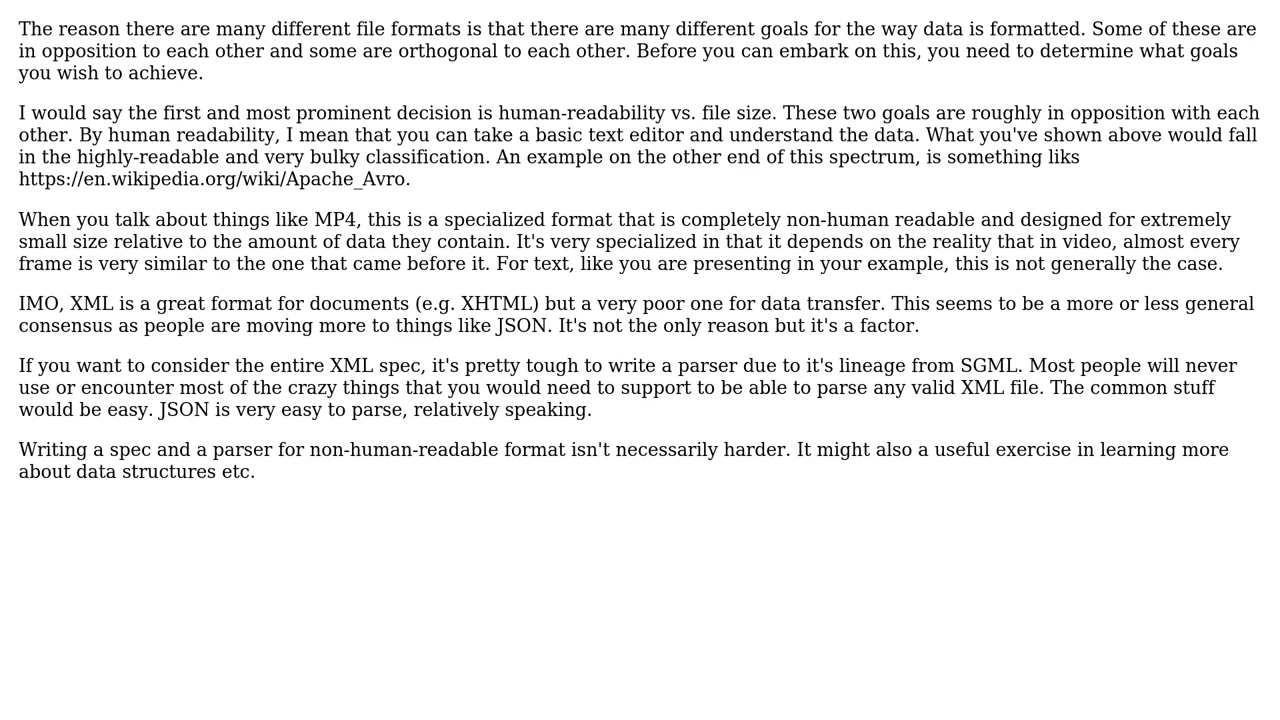 The reason there are many different file formats is that there are many different goals for the way data is formatted. Some of these are
in opposition to each other and some are orthogonal to each other. Before you can embark on this, you need to determine what goals
you wish to achieve.
I would say the first and most prominent decision is human-readability vs. file size. These two goals are roughly in opposition with each
other. By human readability, I mean that you can take a basic text editor and understand the data. What you've shown above would fall
in the highly-readable and very bulky classification. An example on the other end of this spectrum, is something liks
https://en.wikipedia.org/wiki/Apache_Avro.
When you talk about things like MP4, this is a specialized format that is completely non-human readable and designed for extremely
small size relative to the amount of data they contain. It's very specialized in that it depends on the reality that in video, almost every
frame is very similar to the one that came before it. For text, like you are presenting in your example, this is not generally the case.
IMO, XML is a great format for documents (e.g. XHTML) but a very poor one for data transfer. This seems to be a more or less general
consensus as people are moving more to things like JSON. It's not the only reason but it's a factor.
If you want to consider the entire XML spec, it's pretty tough to write a parser due to it's lineage from SGML. Most people will never
use or encounter most of the crazy things that you would need to support to be able to parse any valid XML file. The common stuff
would be easy. JSON is very easy to parse, relatively speaking.
Writing a spec and a parser for non-human-readable format isn't necessarily harder. It might also a useful exercise in learning more
about data structures etc.